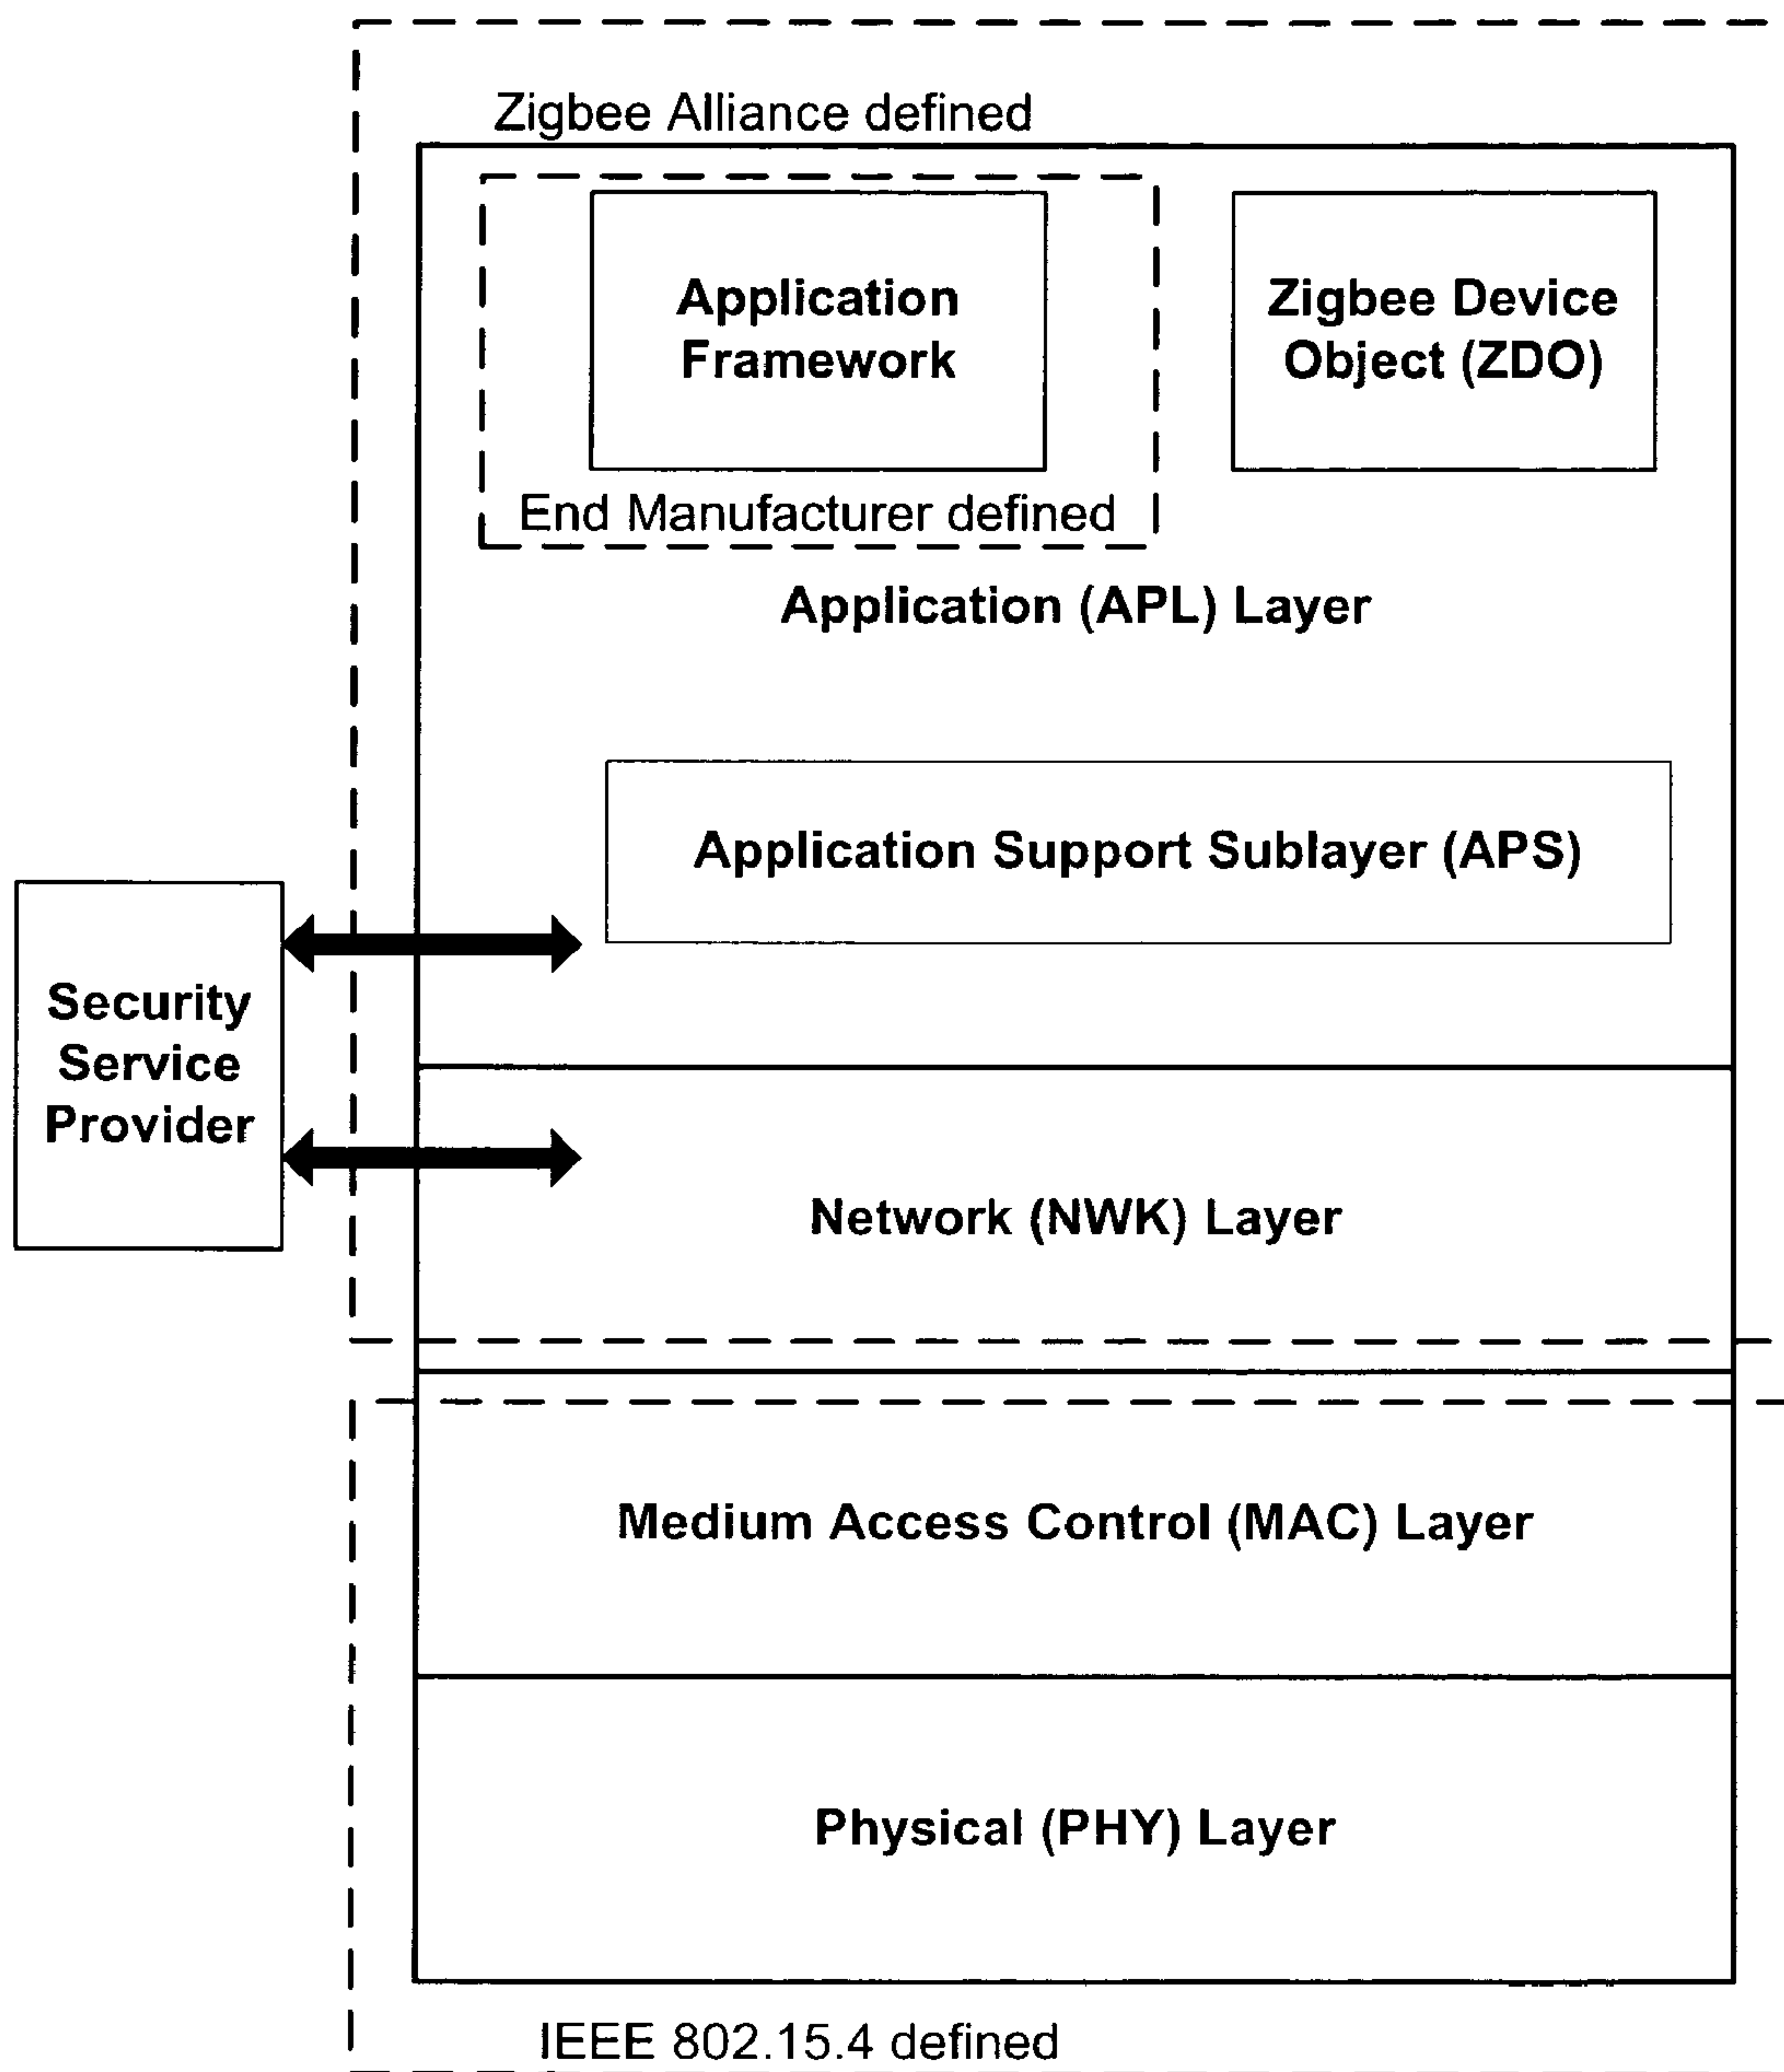 Zigbee Alliance defined
Application
Framework
Zigbee Device
Object (ZDO)
End Manufacturer defined
Application (APL) Layer
Application Support Sublayer (APS)
Security
Service
Provider
Network (NWK) Layer
Medium Access Control (MAC) Layer
Physical (PHY) Layer
IEEE 802.15.4 defined